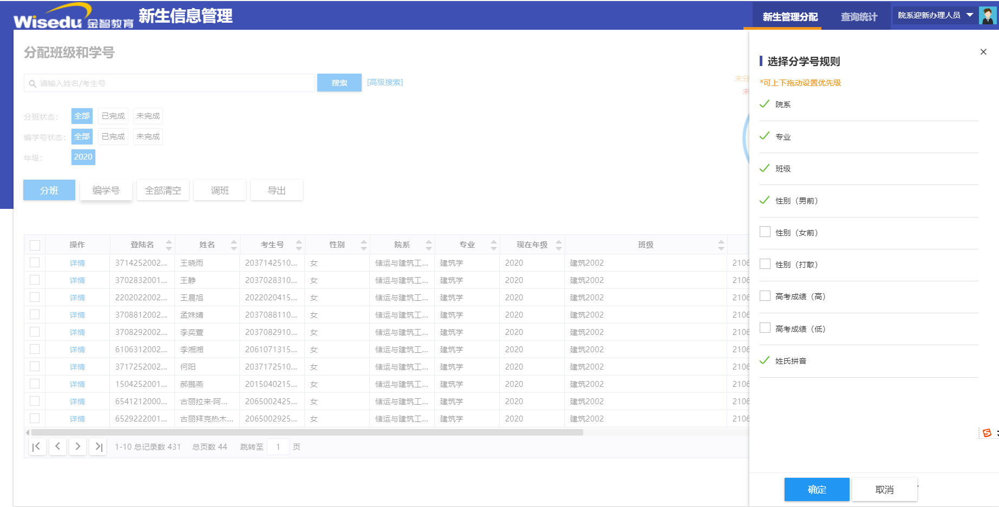 Wisedu 金智教育 新生信息管理
新生管理分配 查询统计 院系迎新办理人员
分配班级和学号
请输入姓名/考生号 搜索 [高级搜索]
未分
未
分班状态： 全部 已完成 未完成
编学号状态： 全部 已完成 未完成
年级： 2020
分班 编学号 全部清空 调班 导出
操作 登陆名 姓名 考生号 性别 院系 专业 现在年级 班级
详情 3714252002... 王晓雨 2037142510... 女 储运与建筑工... 建筑学 2020 建筑2002 2106
详情 3702832001... 王静 2037028310... 女 储运与建筑工... 建筑学 2020 建筑2002 2106
详情 2202022002... 王晨旭 2022020415... 女 储运与建筑工... 建筑学 2020 建筑2002 2106
详情 3708812002... 孟姝婧 2037088110... 女 储运与建筑工... 建筑学 2020 建筑2002 2106
详情 3708292002... 李奕萱 2037082910... 女 储运与建筑工... 建筑学 2020 建筑2002 2106
详情 6106312002... 李湘湘 2061071315... 女 储运与建筑工... 建筑学 2020 建筑2002 2106
详情 3717252002... 何阳 2037172510... 女 储运与建筑工... 建筑学 2020 建筑2002 2106
详情 1504252001... 郝鹏燕 2015040215... 女 储运与建筑工... 建筑学 2020 建筑2002 2106
详情 6541212000... 古丽拉来·阿... 2065002425... 女 储运与建筑工... 建筑学 2020 建筑2002 2106
详情 6529222001... 古丽拜克热木... 2065002925... 女 储运与建筑工... 建筑学 2020 建筑2002 2106
1-10 总记录数 431 总页数 44 跳转至 1 页
选择分学号规则
*可上下拖动设置优先级
院系
专业
班级
性别（男前）
性别（女前）
性别（打散）
高考成绩（高）
高考成绩（低）
姓氏拼音
确定 取消